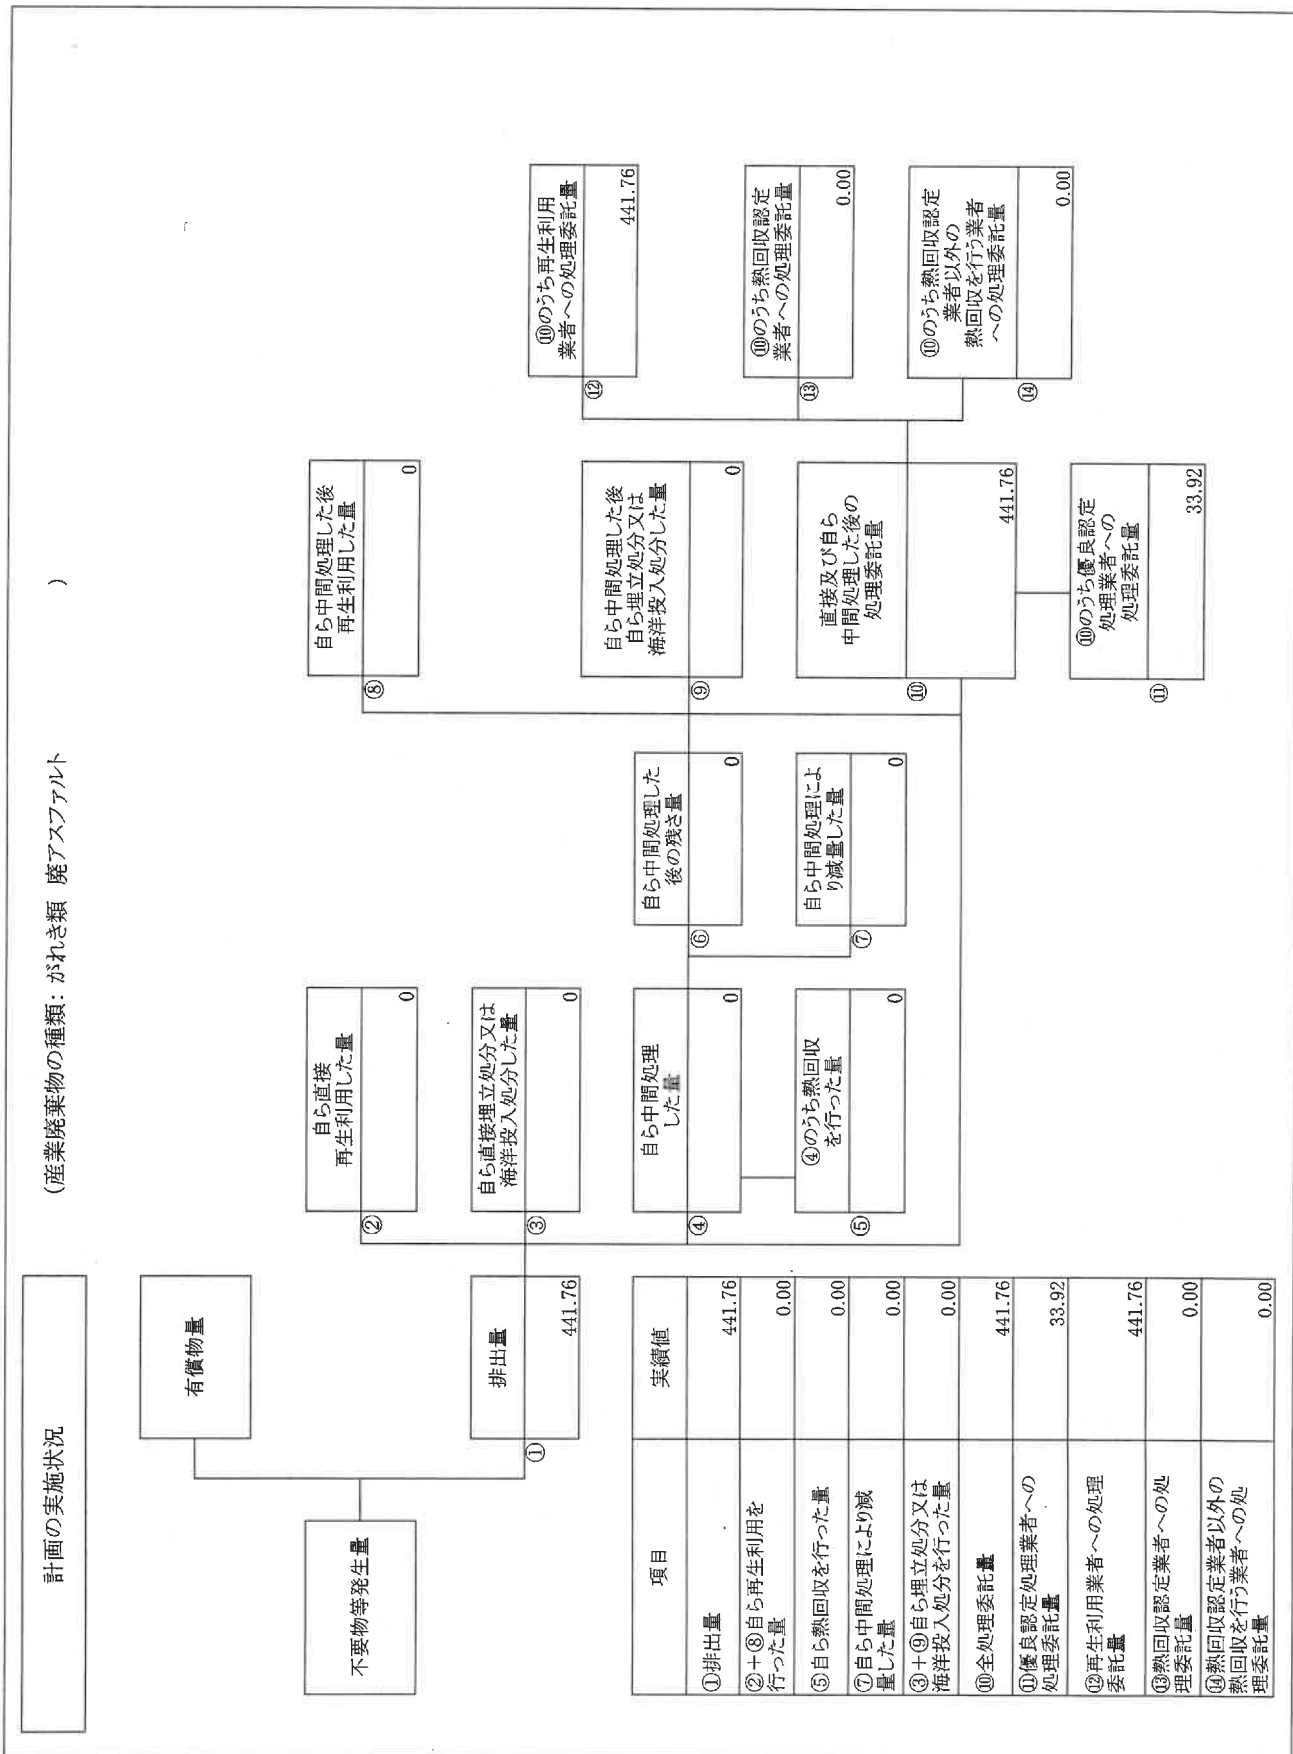 計画の実施状況
(産業廃棄物の種類: がれき類 廃アスファルト )
不要物等発生量
有償物量
①
排出量
441.76
②
自ら直接
再生利用した量
0
③
自ら直接埋立処分又は
海洋投入処分した量
0
④
自ら中間処理
した量
0
⑤
④のうち熱回収
を行った量
0
⑥
自ら中間処理した
後の残さ量
0
⑦
自ら中間処理によ
り減量した量
0
⑧
自ら中間処理した後
再生利用した量
0
⑨
自ら中間処理した後
自ら埋立処分又は
海洋投入処分した量
0
⑩
直接及び自ら
中間処理した後の
処理委託量
441.76
⑪
⑩のうち優良認定
処理業者への
処理委託量
33.92
⑫
⑩のうち再生利用
業者への処理委託量
441.76
⑬
⑩のうち熱回収認定
業者への処理委託量
0.00
⑭
⑩のうち熱回収認定
業者以外の
熱回収を行う業者
への処理委託量
0.00
項目 実績値
①排出量 441.76
②+⑧自ら再生利用を
行った量 0.00
⑤自ら熱回収を行った量 0.00
⑦自ら中間処理により減
量した量 0.00
③+⑨自ら埋立処分又は
海洋投入処分を行った量 0.00
⑩全処理委託量 441.76
⑪優良認定処理業者への
処理委託量 33.92
⑫再生利用業者への処理
委託量 441.76
⑬熱回収認定業者への処
理委託量 0.00
⑭熱回収認定業者以外の
熱回収を行う業者への処
理委託量 0.00